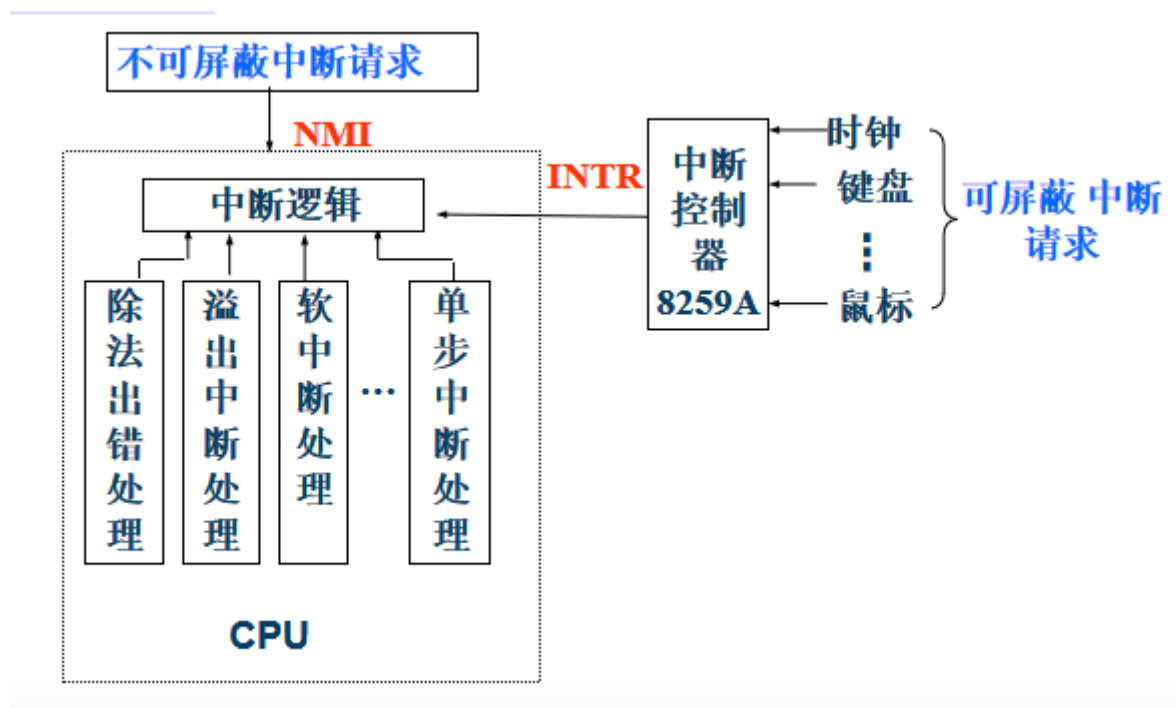 不可屏蔽中断请求
NMI
中断逻辑
INTR
中断
控制
器
8259A
时钟
键盘
⋮
鼠标
可屏蔽 中断
请求
除法出错处理
溢出中断处理
软中断处理
…
单步中断处理
CPU